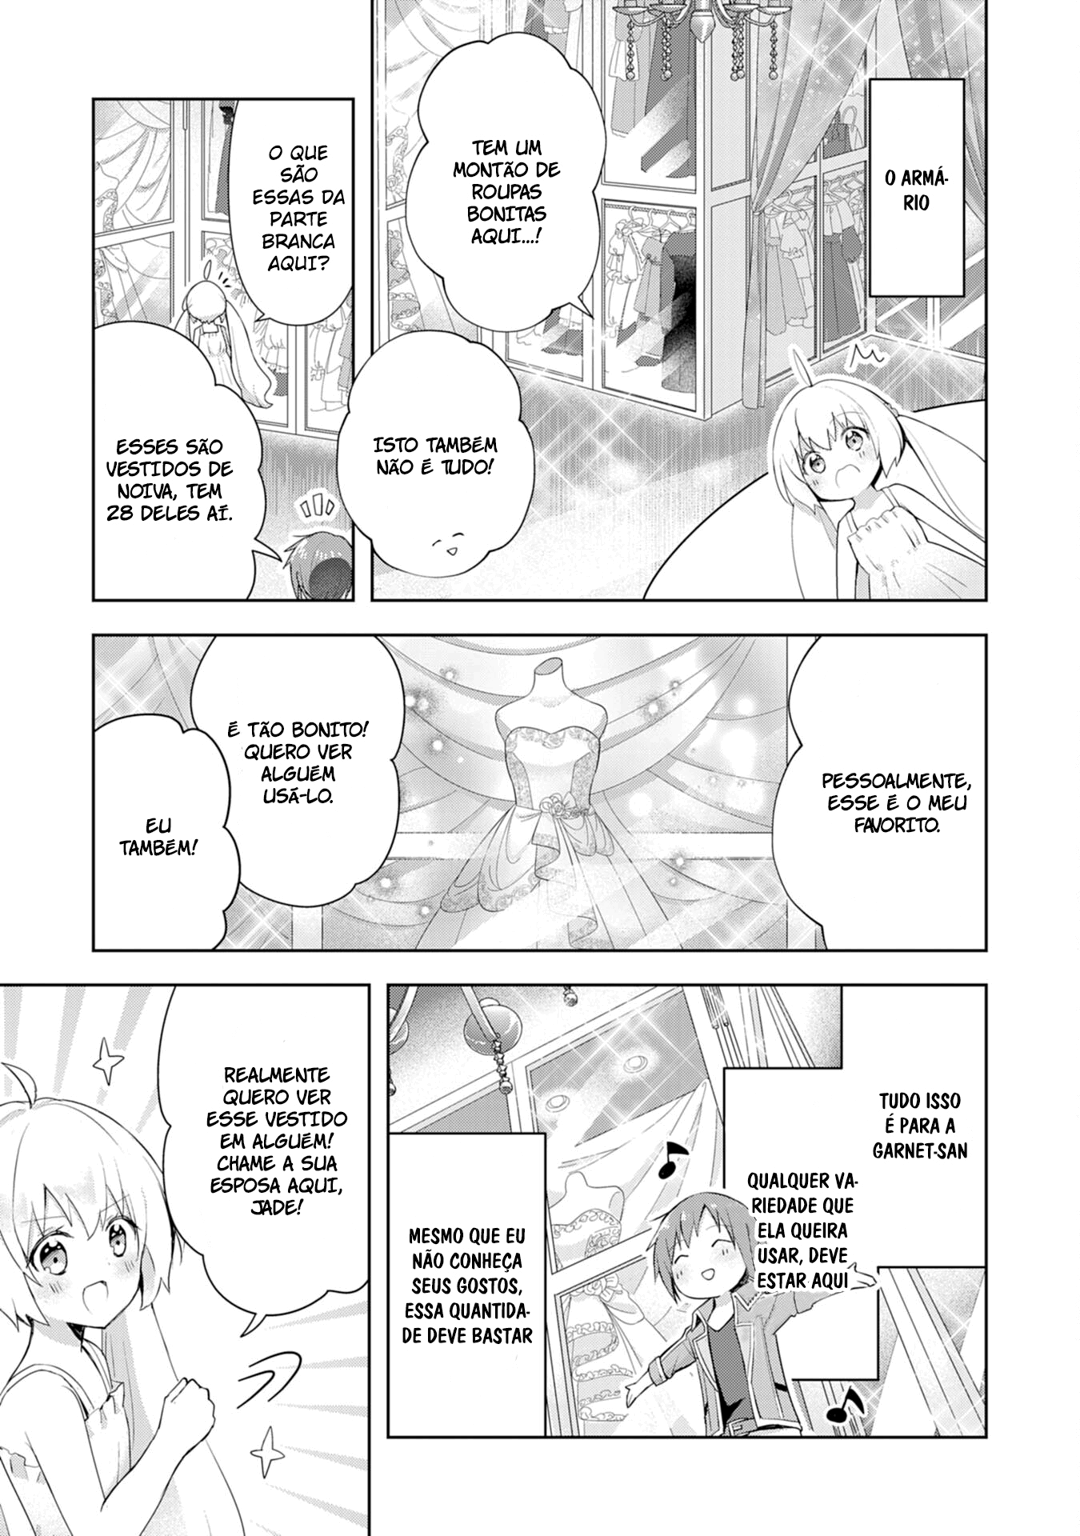 O ARMÁ-
RIO
TEM UM
MONTÃO DE
ROUPAS
BONITAS
AQUI...!
ISTO TAMBÉM
NÃO É TUDO!
O QUE
SÃO
ESSAS DA
PARTE
BRANCA
AQUI?
ESSES SÃO
VESTIDOS DE
NOIVA, TEM
28 DELES AÍ.
PESSOALMENTE,
ESSE É O MEU
FAVORITO.
É TÃO BONITO!
QUERO VER
ALGUÉM
USÃ-LO.
EU
TAMBÉM!
TUDO ISSO
É PARA A
GARNET-SAN
QUALQUER VA-
RIEDADE QUE
ELA QUEIRA
USAR, DEVE
ESTAR AQUI
MESMO QUE EU
NÃO CONHEÇA
SEUS GOSTOS,
ESSA QUANTIDA-
DE DEVE BASTAR
REALMENTE
QUERO VER
ESSE VESTIDO
EM ALGUÉM!
CHAME A SUA
ESPOSA AQUI,
JADE!